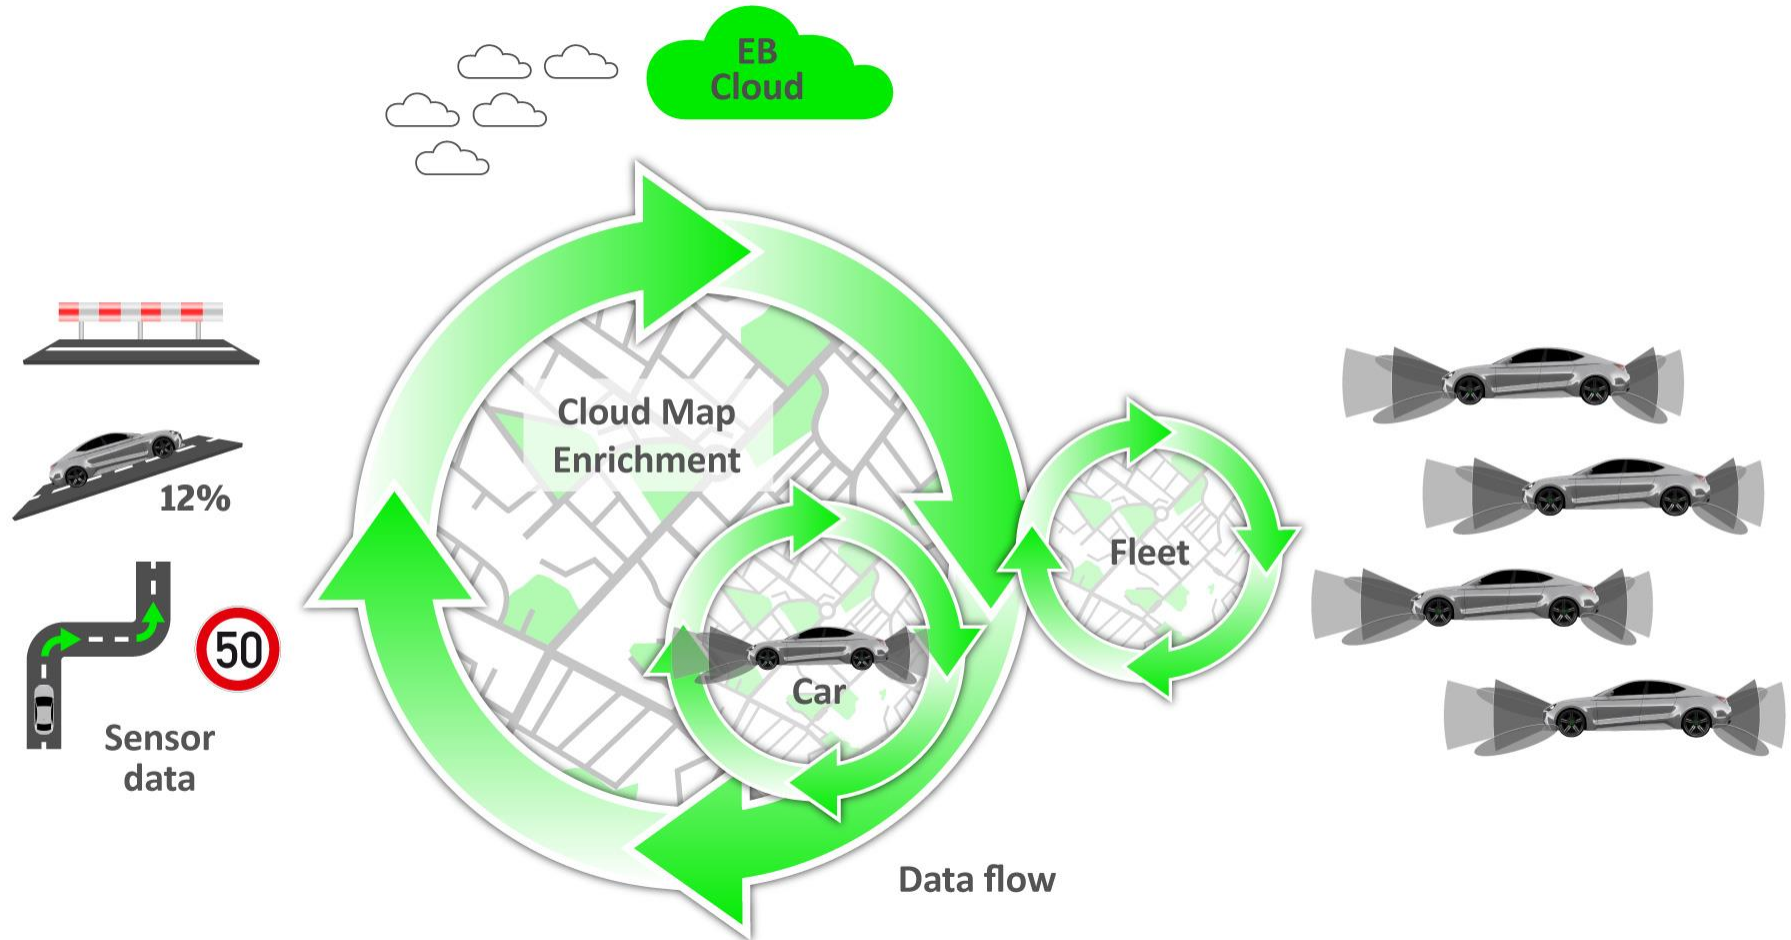 EB
Cloud
Cloud Map
Enrichment
12%
Fleet
50
Car
Sensor
data
Data flow